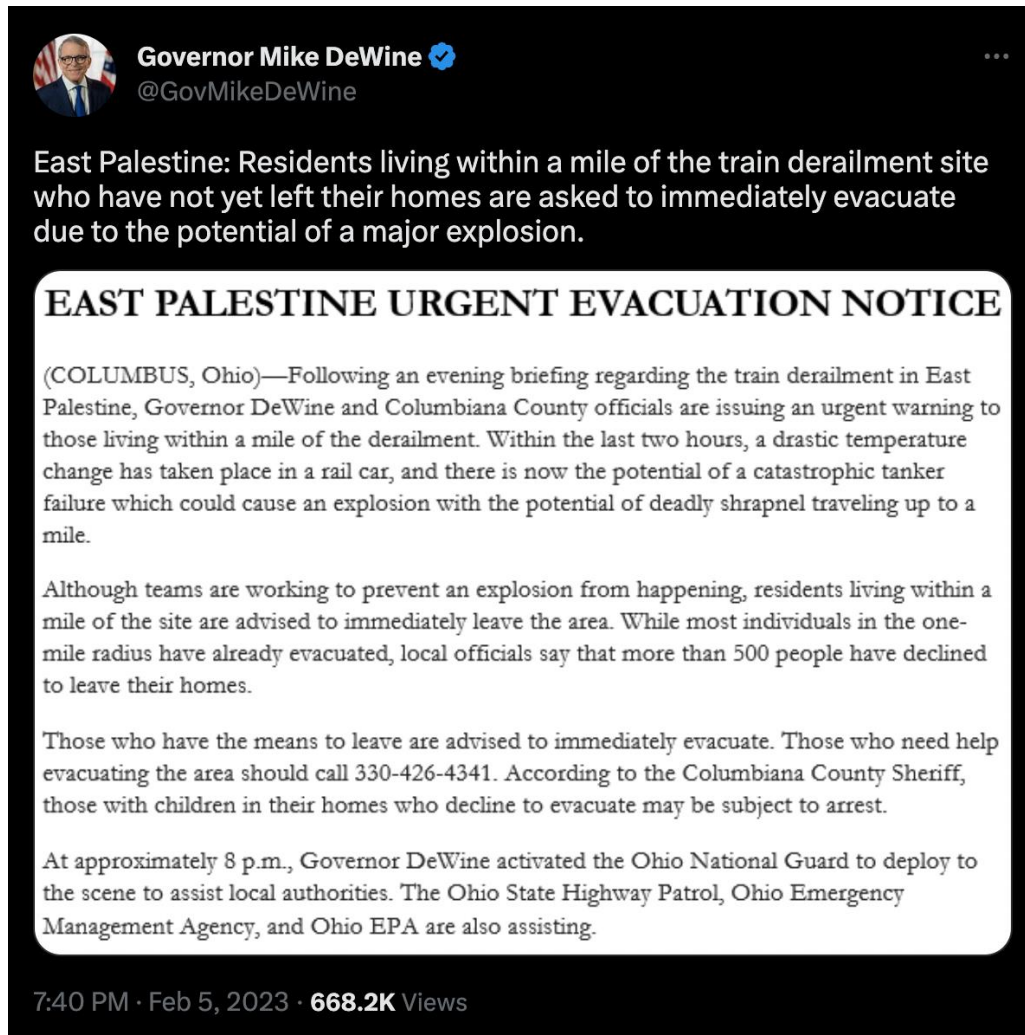 Governor Mike DeWine
@GovMikeDeWine
East Palestine: Residents living within a mile of the train derailment site
who have not yet left their homes are asked to immediately evacuate
due to the potential of a major explosion.
EAST PALESTINE URGENT EVACUATION NOTICE
(COLUMBUS, Ohio)—Following an evening briefing regarding the train derailment in East
Palestine, Governor DeWine and Columbiana County officials are issuing an urgent warning to
those living within a mile of the derailment. Within the last two hours, a drastic temperature
change has taken place in a rail car, and there is now the potential of a catastrophic tanker
failure which could cause an explosion with the potential of deadly shrapnel traveling up to a
mile.
Although teams are working to prevent an explosion from happening, residents living within a
mile of the site are advised to immediately leave the area. While most individuals in the one-
mile radius have already evacuated, local officials say that more than 500 people have declined
to leave their homes.
Those who have the means to leave are advised to immediately evacuate. Those who need help
evacuating the area should call 330-426-4341. According to the Columbiana County Sheriff,
those with children in their homes who decline to evacuate may be subject to arrest.
At approximately 8 p.m., Governor DeWine activated the Ohio National Guard to deploy to
the scene to assist local authorities. The Ohio State Highway Patrol, Ohio Emergency
Management Agency, and Ohio EPA are also assisting.
7:40 PM · Feb 5, 2023 · 668.2K Views